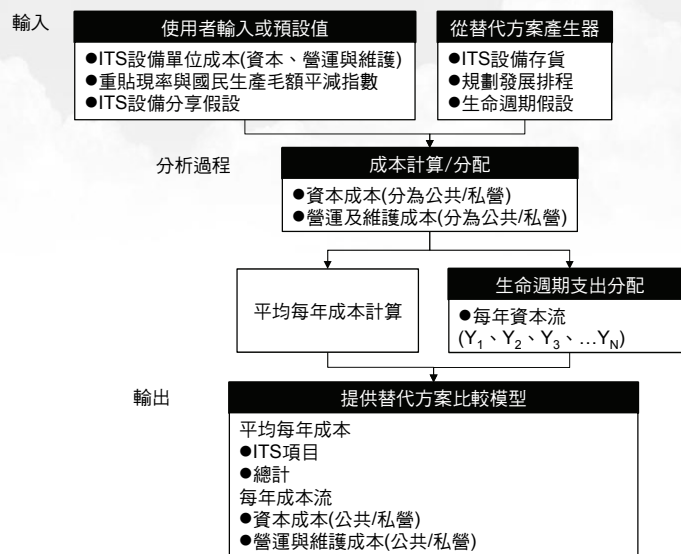 輸入
使用者輸入或預設值
●ITS設備單位成本(資本、營運與維護)
●重貼現率與國民生產毛額平減指數
●ITS設備分享假設
從替代方案產生器
●ITS設備存貨
●規劃發展排程
●生命週期假設
分析過程
成本計算/分配
●資本成本(分為公共/私營)
●營運及維護成本(分為公共/私營)
平均每年成本計算
生命週期支出分配
●每年資本流
(Y₁、Y₂、Y₃、…Y_N)
輸出
提供替代方案比較模型
平均每年成本
●ITS項目
●總計
每年成本流
●資本成本(公共/私營)
●營運與維護成本(公共/私營)